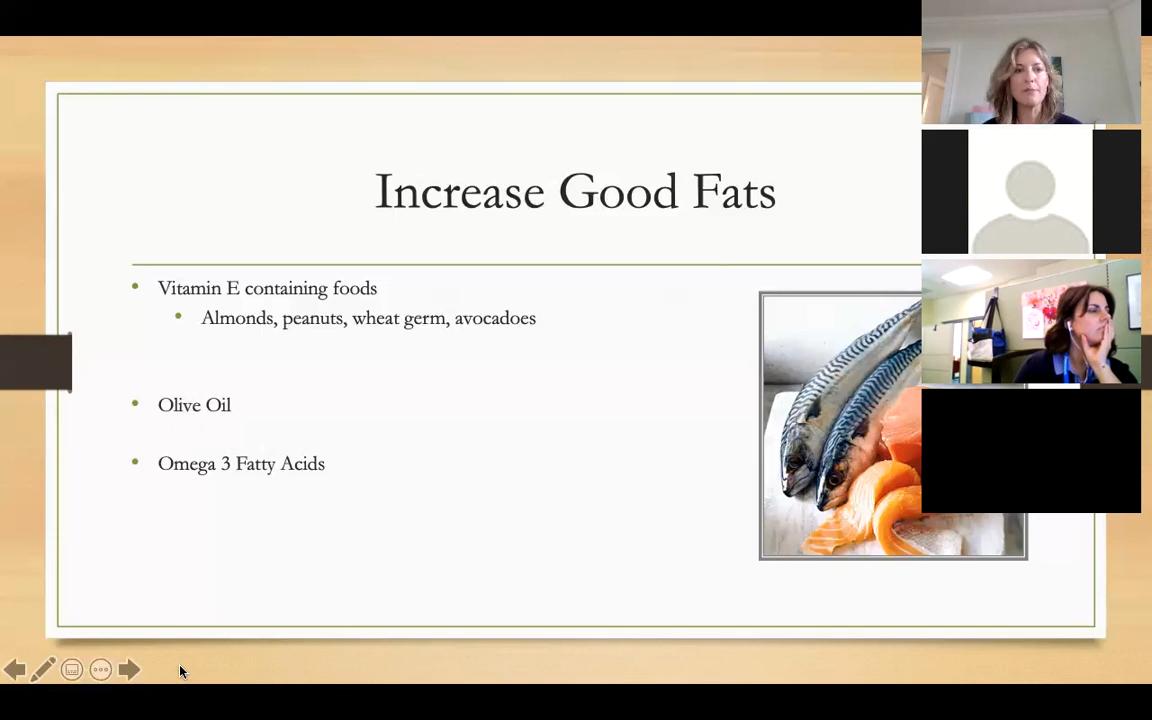 Increase Good Fats
Vitamin E containing foods
Almonds, peanuts, wheat germ, avocadoes
Olive Oil
Omega 3 Fatty Acids